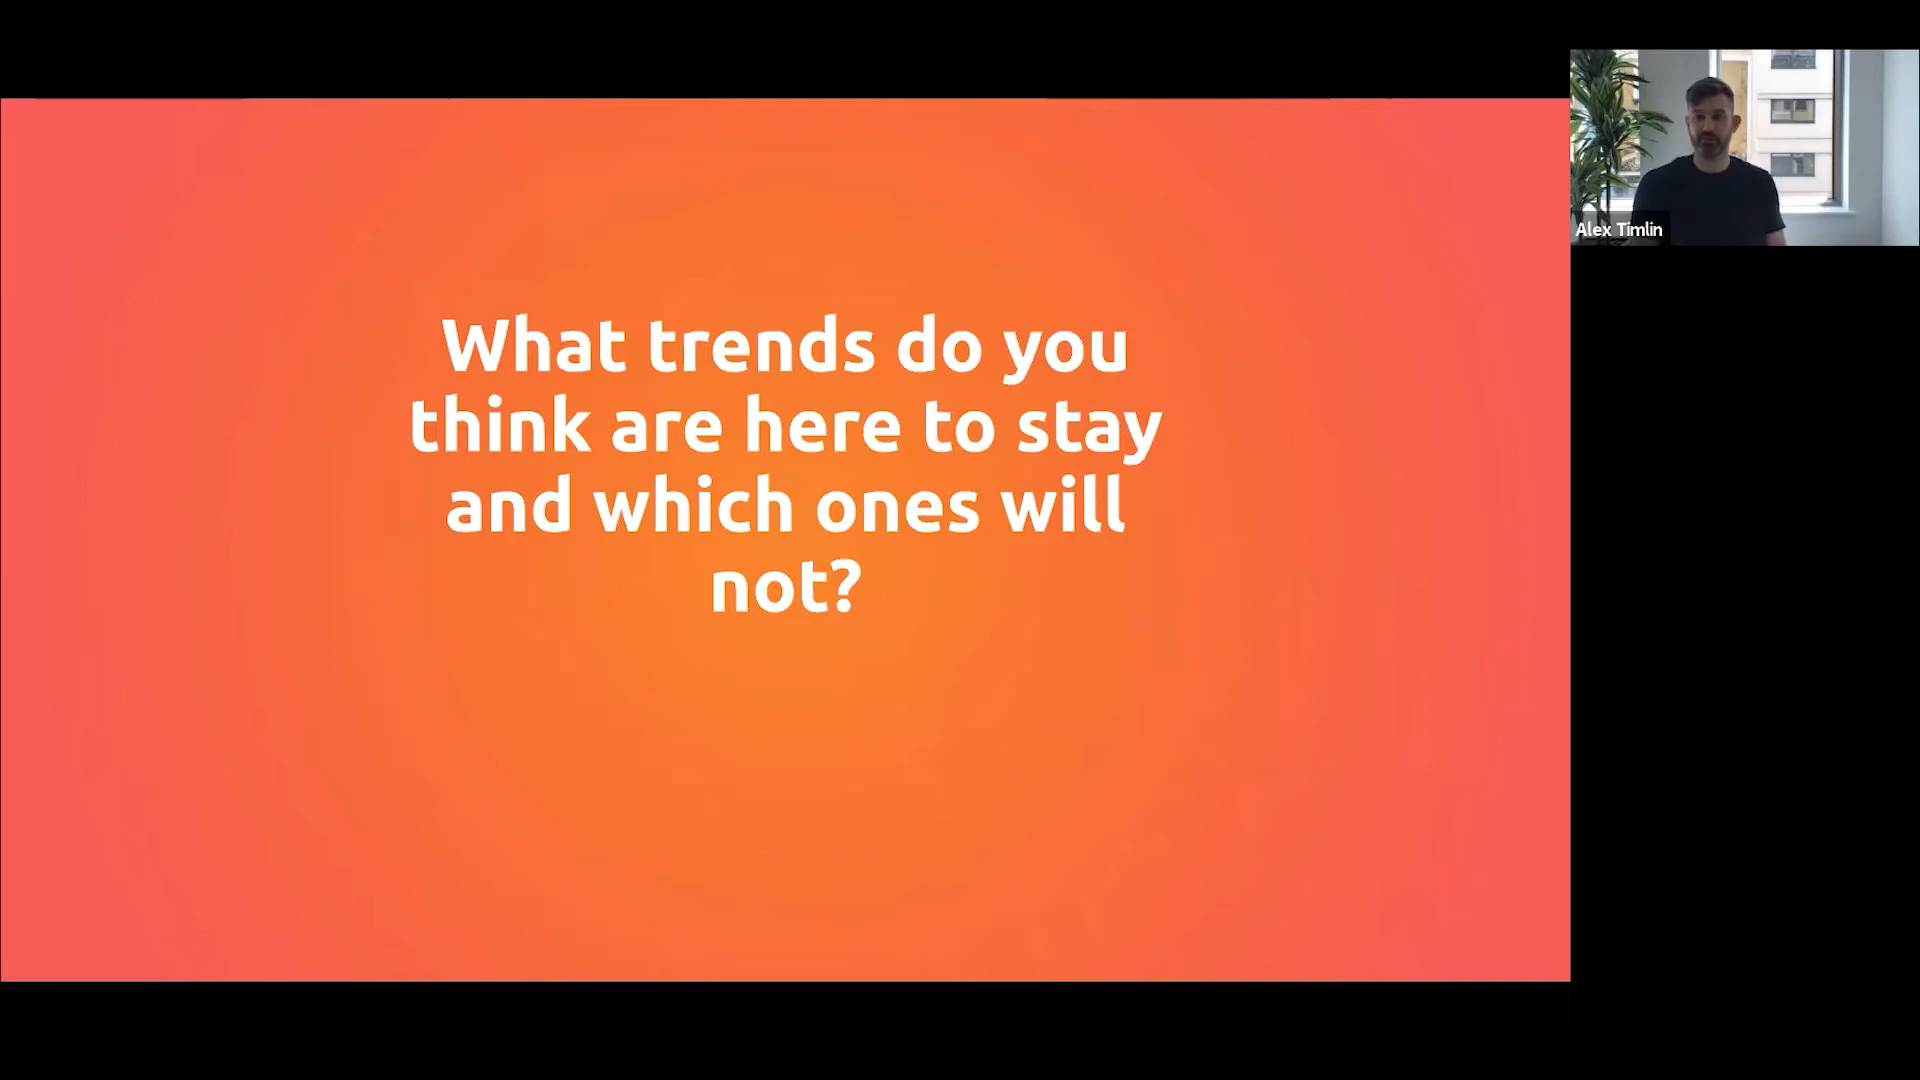 What trends do you
think are here to stay
and which ones will
not?
Alex Timlin